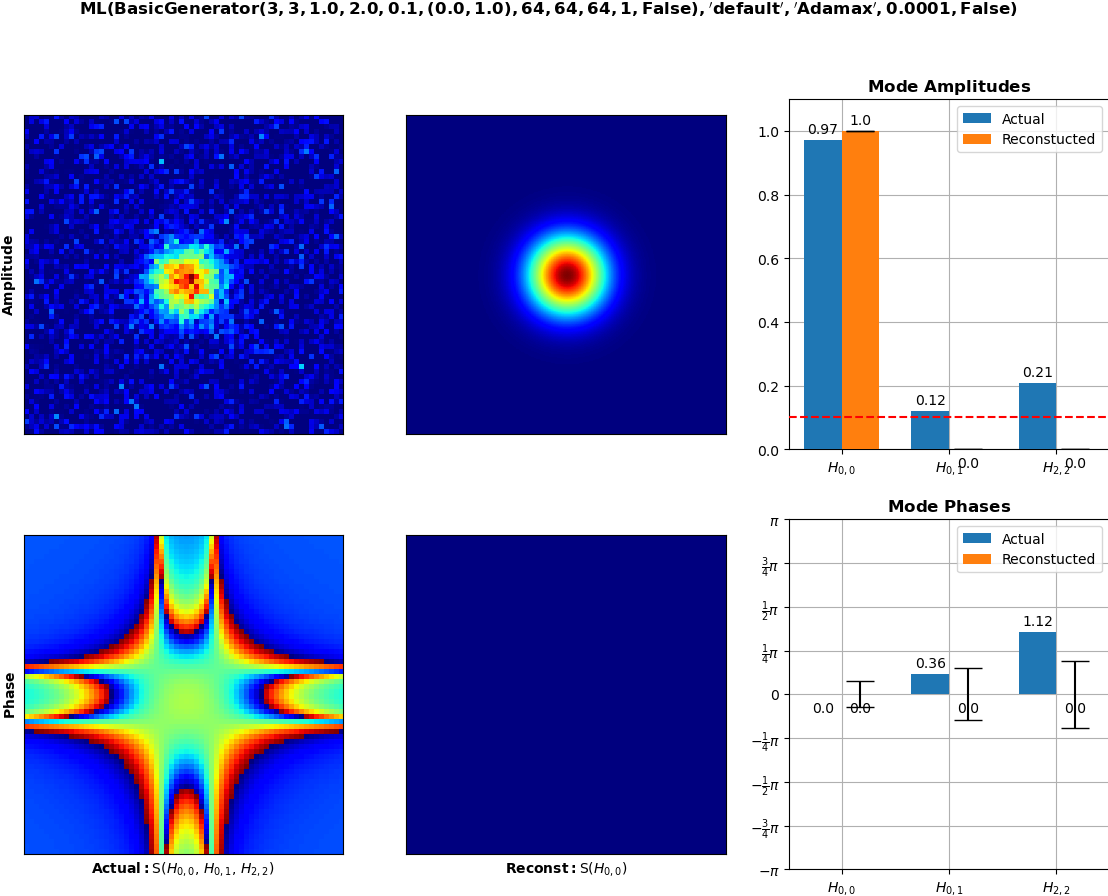 ML(BasicGenerator(3, 3, 1.0, 2.0, 0.1, (0.0, 1.0), 64, 64, 64, 1, False), 'default', 'Adamax', 0.0001, False)
Mode Amplitudes
Actual
Reconstucted
1.0
0.8
0.6
0.4
0.2
0.0
0.97
1.0
0.12
0.0
0.21
0.0
H0,0
H0,1
H2,2
Amplitude
Mode Phases
Actual
Reconstucted
π
3/4π
1/2π
1/4π
0
−1/4π
−1/2π
−3/4π
−π
0.0
0.0
0.36
0.0
1.12
0.0
H0,0
H0,1
H2,2
Phase
Actual: S(H0,0, H0,1, H2,2)
Reconst: S(H0,0)